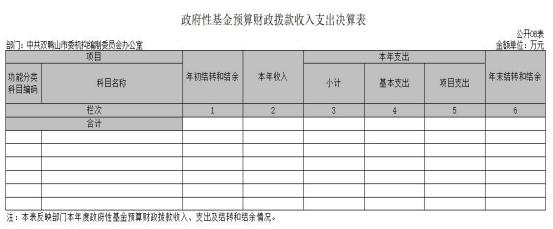 政府性基金预算财政拨款收入支出决算表
公开08表
部门：中共双鸭山市委机构编制委员会办公室 金额单位：万元
项目 年初结转和结余 本年收入 本年支出 年末结转和结余
功能分类科目编码 科目名称 小计 基本支出 项目支出
栏次 1 2 3 4 5 6
合计
注：本表反映部门本年度政府性基金预算财政拨款收入、支出及结转和结余情况。